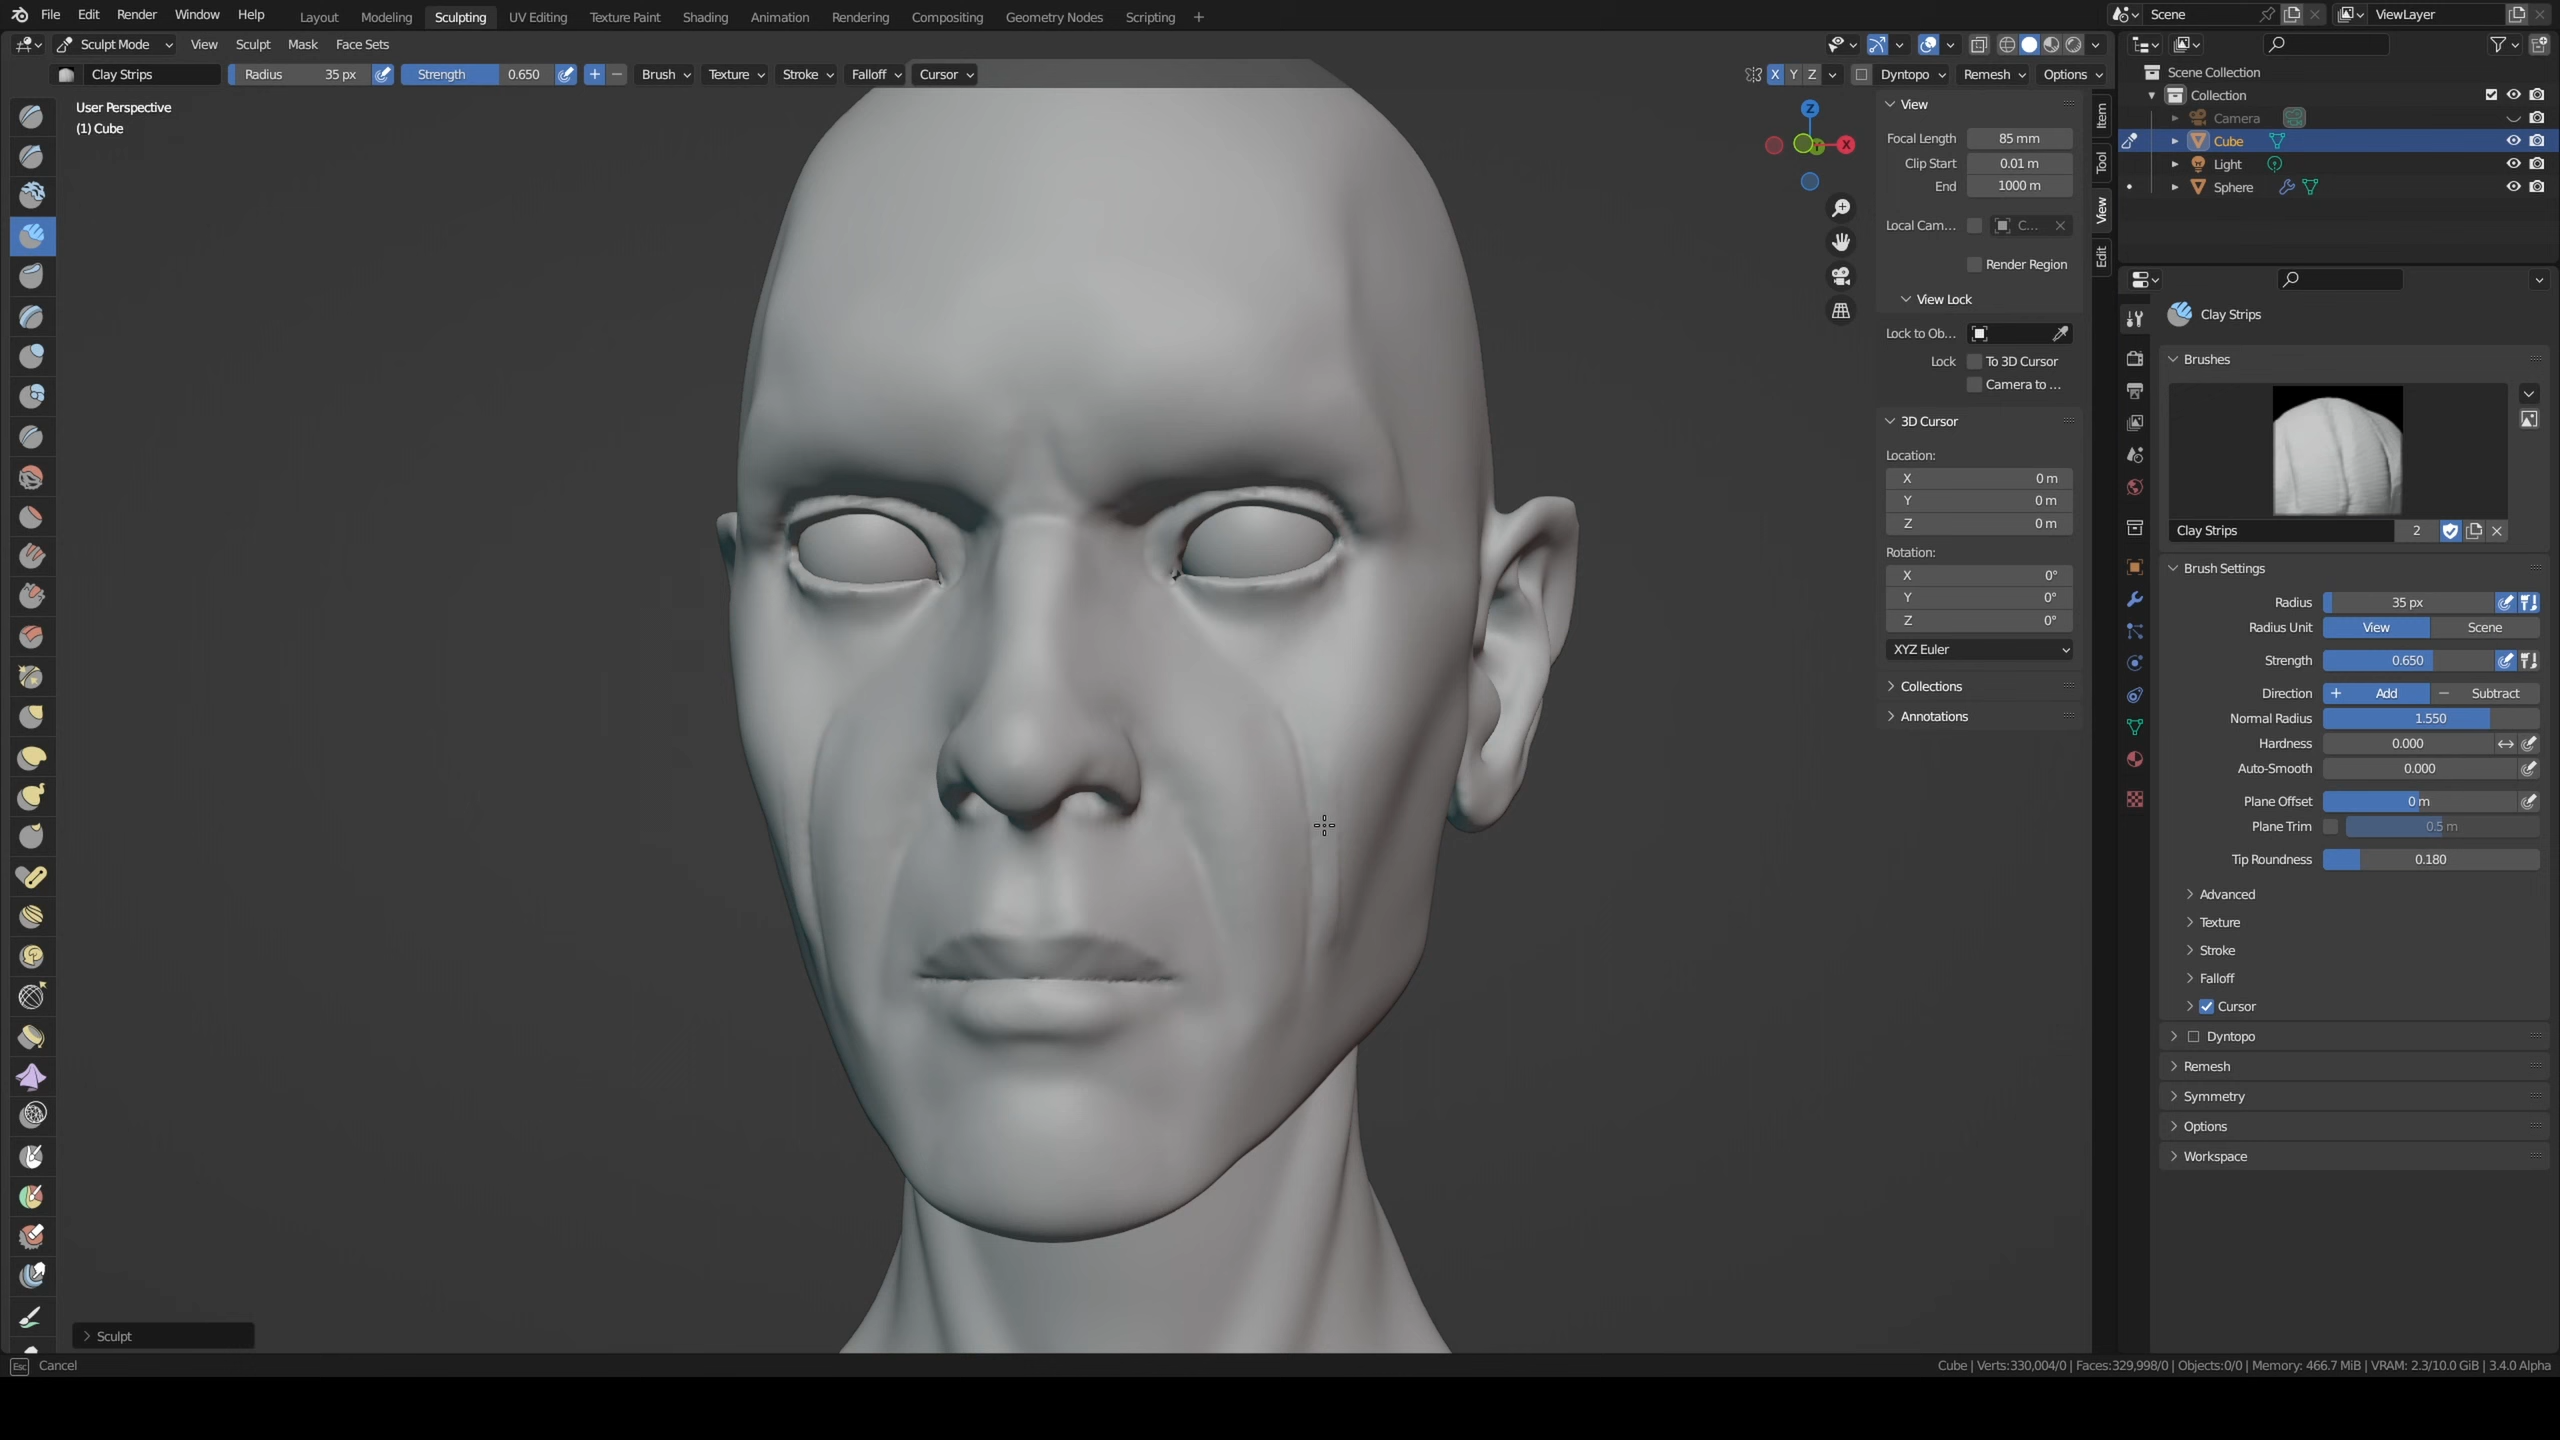 File Edit Render Window Help Layout Modeling Sculpting UV Editing Texture Paint Shading Animation Rendering Compositing Geometry Nodes Scripting +
Scene ViewLayer
Sculpt Mode View Sculpt Mask Face Sets
Clay Strips Radius 35 px Strength 0.650 + − Brush Texture Stroke Falloff Cursor
X Y Z Dyntopo Remesh Options
User Perspective
(1) Cube
Z
X
View
Focal Length 85 mm
Clip Start 0.01 m
End 1000 m
Local Cam... C...
Render Region
View Lock
Lock to Ob...
Lock To 3D Cursor
Camera to ...
3D Cursor
Location:
X 0 m
Y 0 m
Z 0 m
Rotation:
X 0°
Y 0°
Z 0°
XYZ Euler
Collections
Annotations
Item
Tool
View
Edit
Scene Collection
Collection
Camera
Cube
Light
Sphere
Clay Strips
Brushes
Clay Strips 2
Brush Settings
Radius 35 px
Radius Unit View Scene
Strength 0.650
Direction + Add − Subtract
Normal Radius 1.550
Hardness 0.000
Auto-Smooth 0.000
Plane Offset 0 m
Plane Trim 0.5 m
Tip Roundness 0.180
Advanced
Texture
Stroke
Falloff
Cursor
Dyntopo
Remesh
Symmetry
Options
Workspace
Sculpt
Esc Cancel
Cube | Verts:330,004/0 | Faces:329,998/0 | Objects:0/0 | Memory: 466.7 MiB | VRAM: 2.3/10.0 GiB | 3.4.0 Alpha